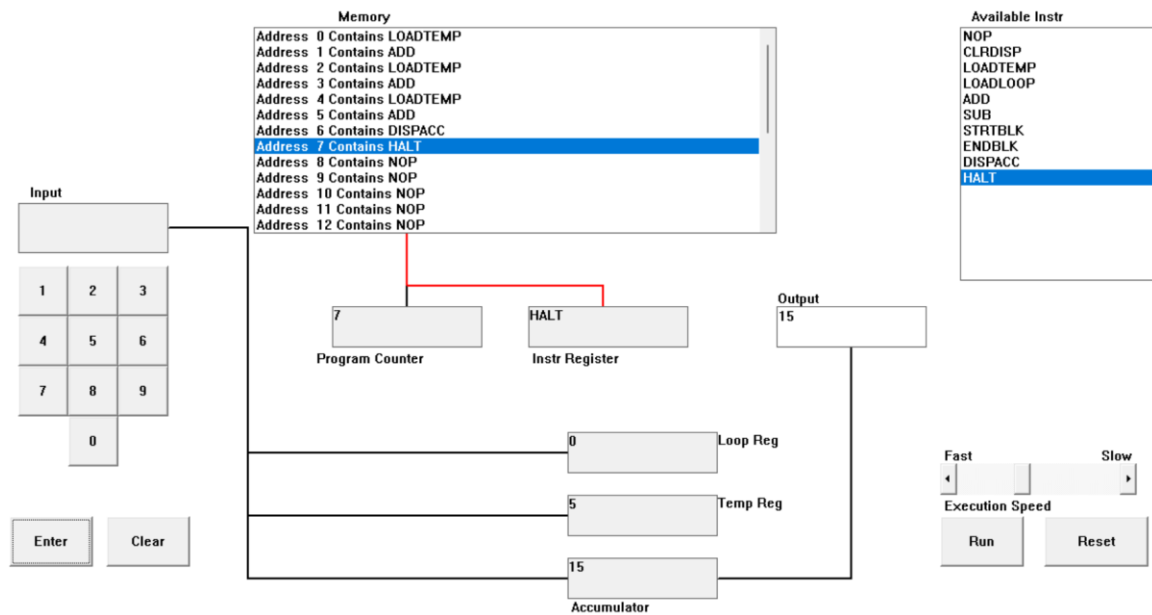 Memory
Address 0 Contains LOADTEMP
Address 1 Contains ADD
Address 2 Contains LOADTEMP
Address 3 Contains ADD
Address 4 Contains LOADTEMP
Address 5 Contains ADD
Address 6 Contains DISPACC
Address 7 Contains HALT
Address 8 Contains NOP
Address 9 Contains NOP
Address 10 Contains NOP
Address 11 Contains NOP
Address 12 Contains NOP
Available Instr
NOP
CLRDISP
LOADTEMP
LOADLOOP
ADD
SUB
STRTBLK
ENDBLK
DISPACC
HALT
Input
1 2 3
4 5 6
7 8 9
0
Enter Clear
7
Program Counter
HALT
Instr Register
Output
15
0 Loop Reg
5 Temp Reg
15
Accumulator
Fast Slow
Execution Speed
Run Reset